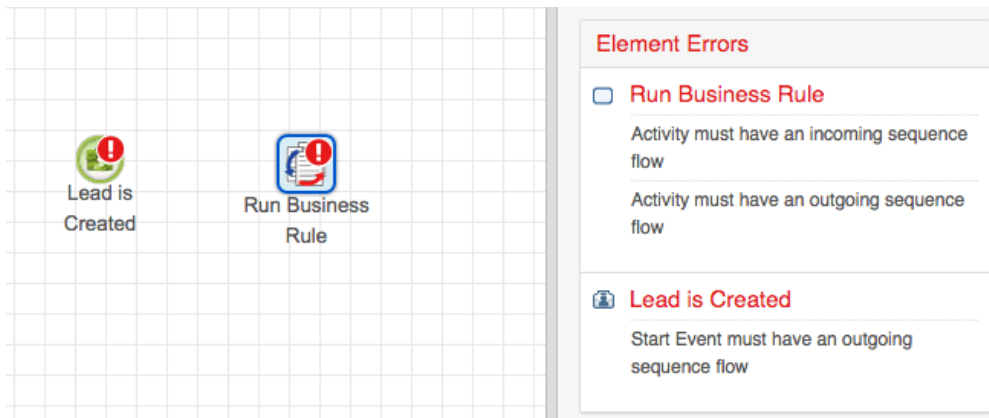 Lead is
Created
Run Business
Rule
Element Errors
Run Business Rule
Activity must have an incoming sequence
flow
Activity must have an outgoing sequence
flow
Lead is Created
Start Event must have an outgoing
sequence flow